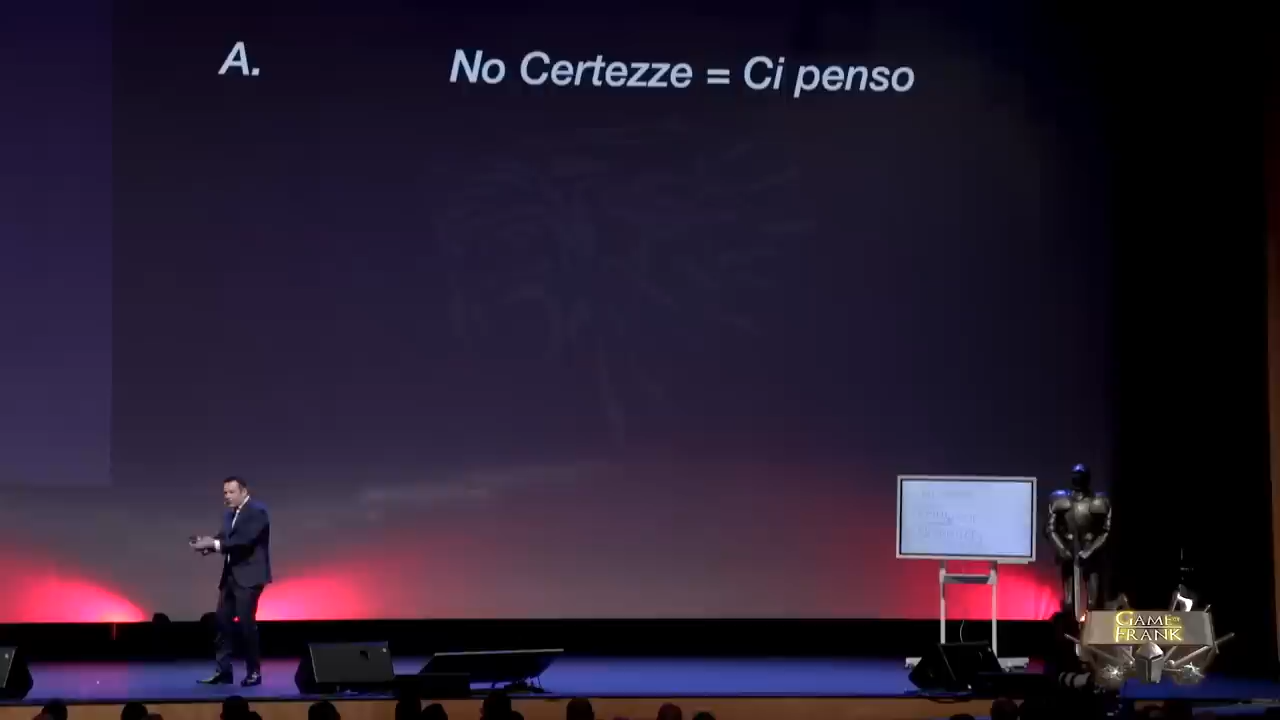 A. No Certezze = Ci penso
GAME OF
FRANK